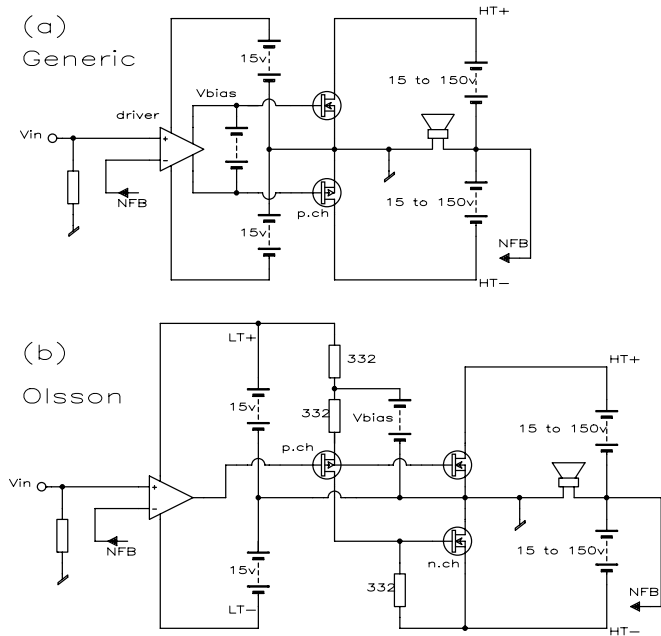 (a)
Generic
HT+
15v
15 to 150v
Vbias
driver
Vin
+
-
NFB
p.ch
15 to 150v
15v
NFB
HT-
(b)
Olsson
LT+
332
HT+
15v
332
Vbias
15 to 150v
p.ch
Vin
+
-
NFB
15v
n.ch
15 to 150v
332
NFB
LT-
HT-